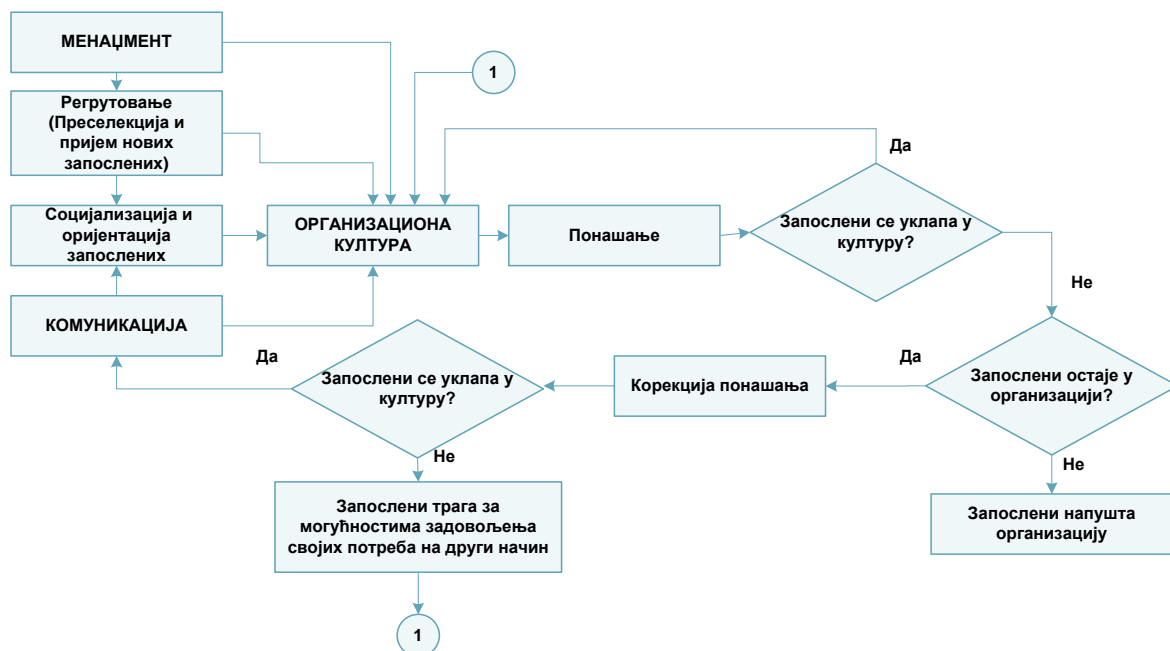 МЕНАЏМЕНТ
1
Регрутовање
(Преселекција и
пријем нових
запослених)
Да
Социјализација и
оријентација
запослених
ОРГАНИЗАЦИОНА
КУЛТУРА
Понашање
Запослени се уклапа у
културу?
Не
КОМУНИКАЦИЈА
Да
Запослени се уклапа у
културу?
Корекција понашања
Да
Запослени остаје у
организацији?
Не
Не
Запослени трага за
могућностима задовољења
својих потреба на други начин
Запослени напушта
организацију
1